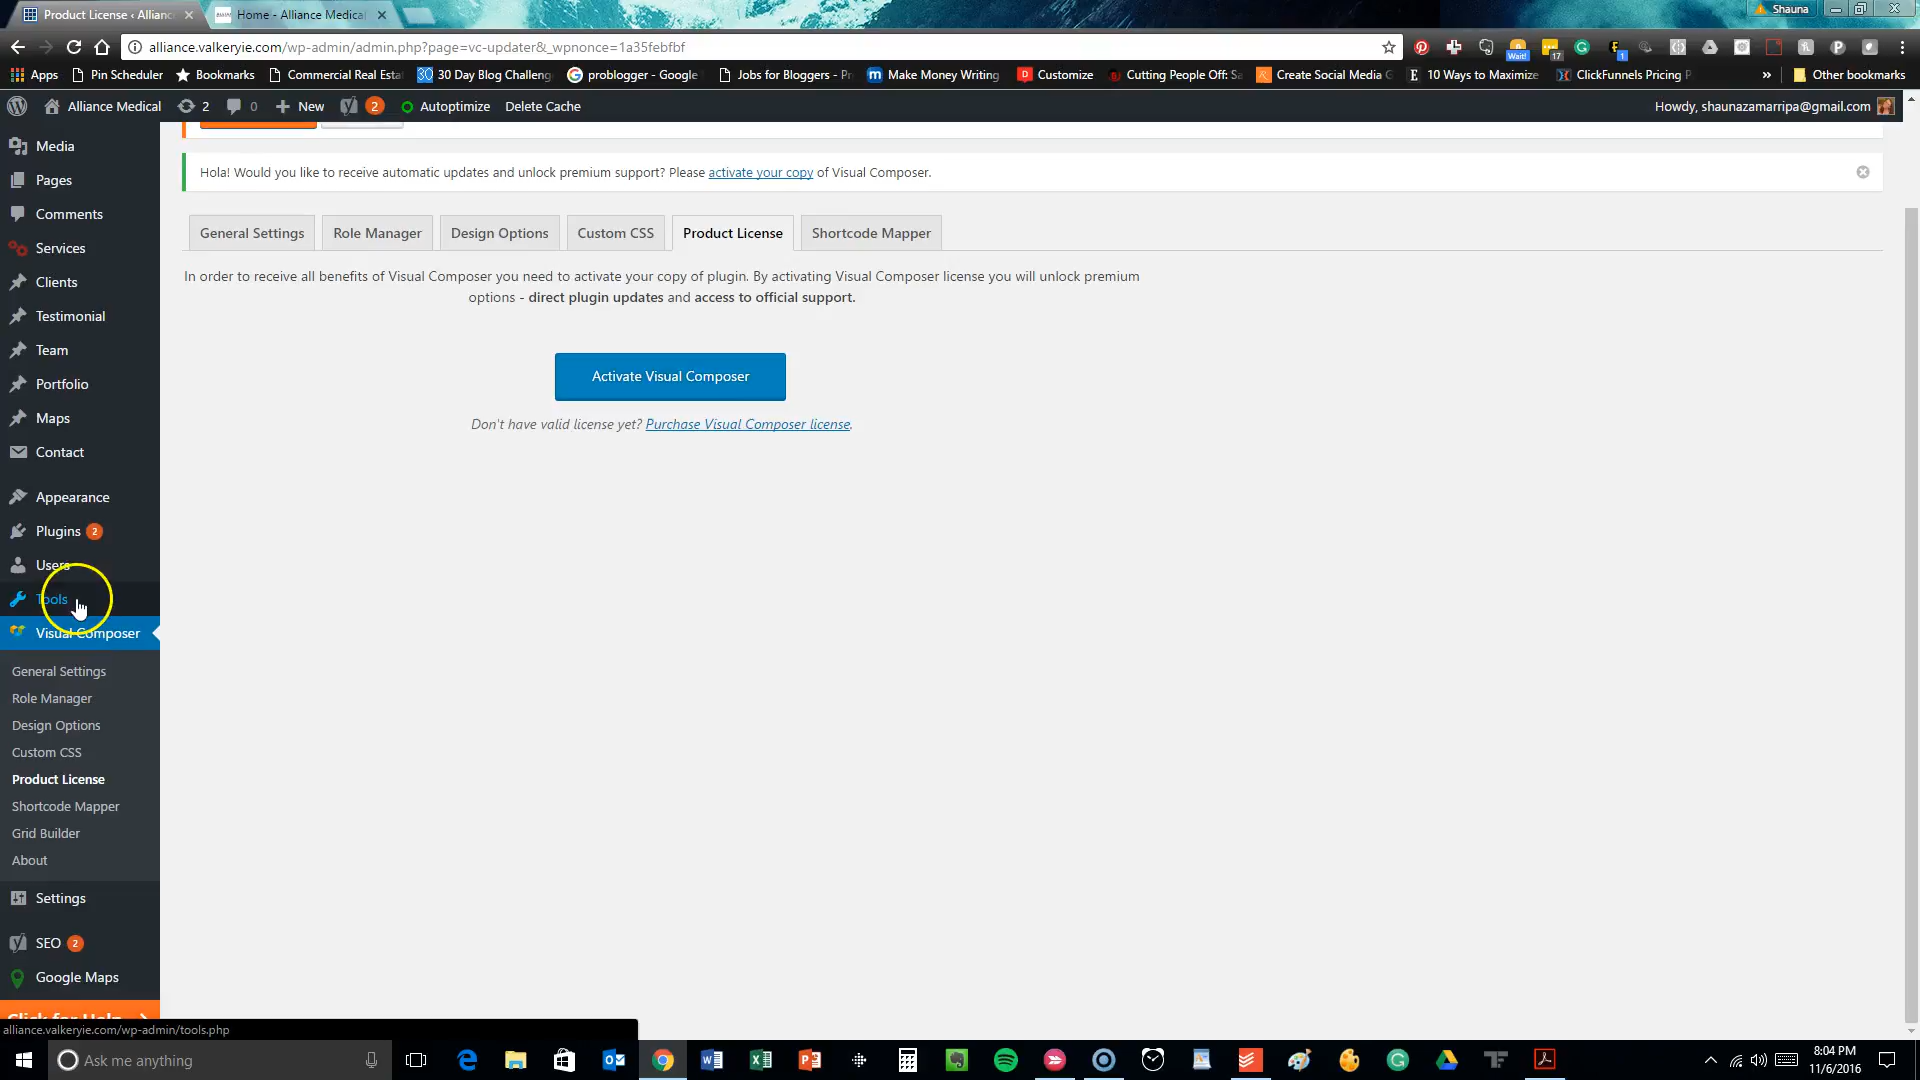 Product License ‹ Allianc
Home - Alliance Medical
Shauna
alliance.valkeryie.com/wp-admin/admin.php?page=vc-updater&_wpnonce=1a35febfbf
Wait!
17
1
Apps
Pin Scheduler
Bookmarks
Commercial Real Esta
30 Day Blog Challeng
problogger - Google
Jobs for Bloggers - Pr
Make Money Writing
Customize
Cutting People Off: Sa
Create Social Media G
10 Ways to Maximize
ClickFunnels Pricing P
»
Other bookmarks
Alliance Medical
2
0
New
2
Autoptimize
Delete Cache
Howdy, shaunazamarripa@gmail.com
Media
Pages
Comments
Services
Clients
Testimonial
Team
Portfolio
Maps
Contact
Appearance
Plugins 2
Users
Tools
Visual Composer
General Settings
Role Manager
Design Options
Custom CSS
Product License
Shortcode Mapper
Grid Builder
About
Settings
SEO 2
Google Maps
Click for Help
Hola! Would you like to receive automatic updates and unlock premium support? Please activate your copy of Visual Composer.
General Settings
Role Manager
Design Options
Custom CSS
Product License
Shortcode Mapper
In order to receive all benefits of Visual Composer you need to activate your copy of plugin. By activating Visual Composer license you will unlock premium
options - direct plugin updates and access to official support.
Activate Visual Composer
Don't have valid license yet? Purchase Visual Composer license.
alliance.valkeryie.com/wp-admin/tools.php
Ask me anything
8:04 PM
11/6/2016